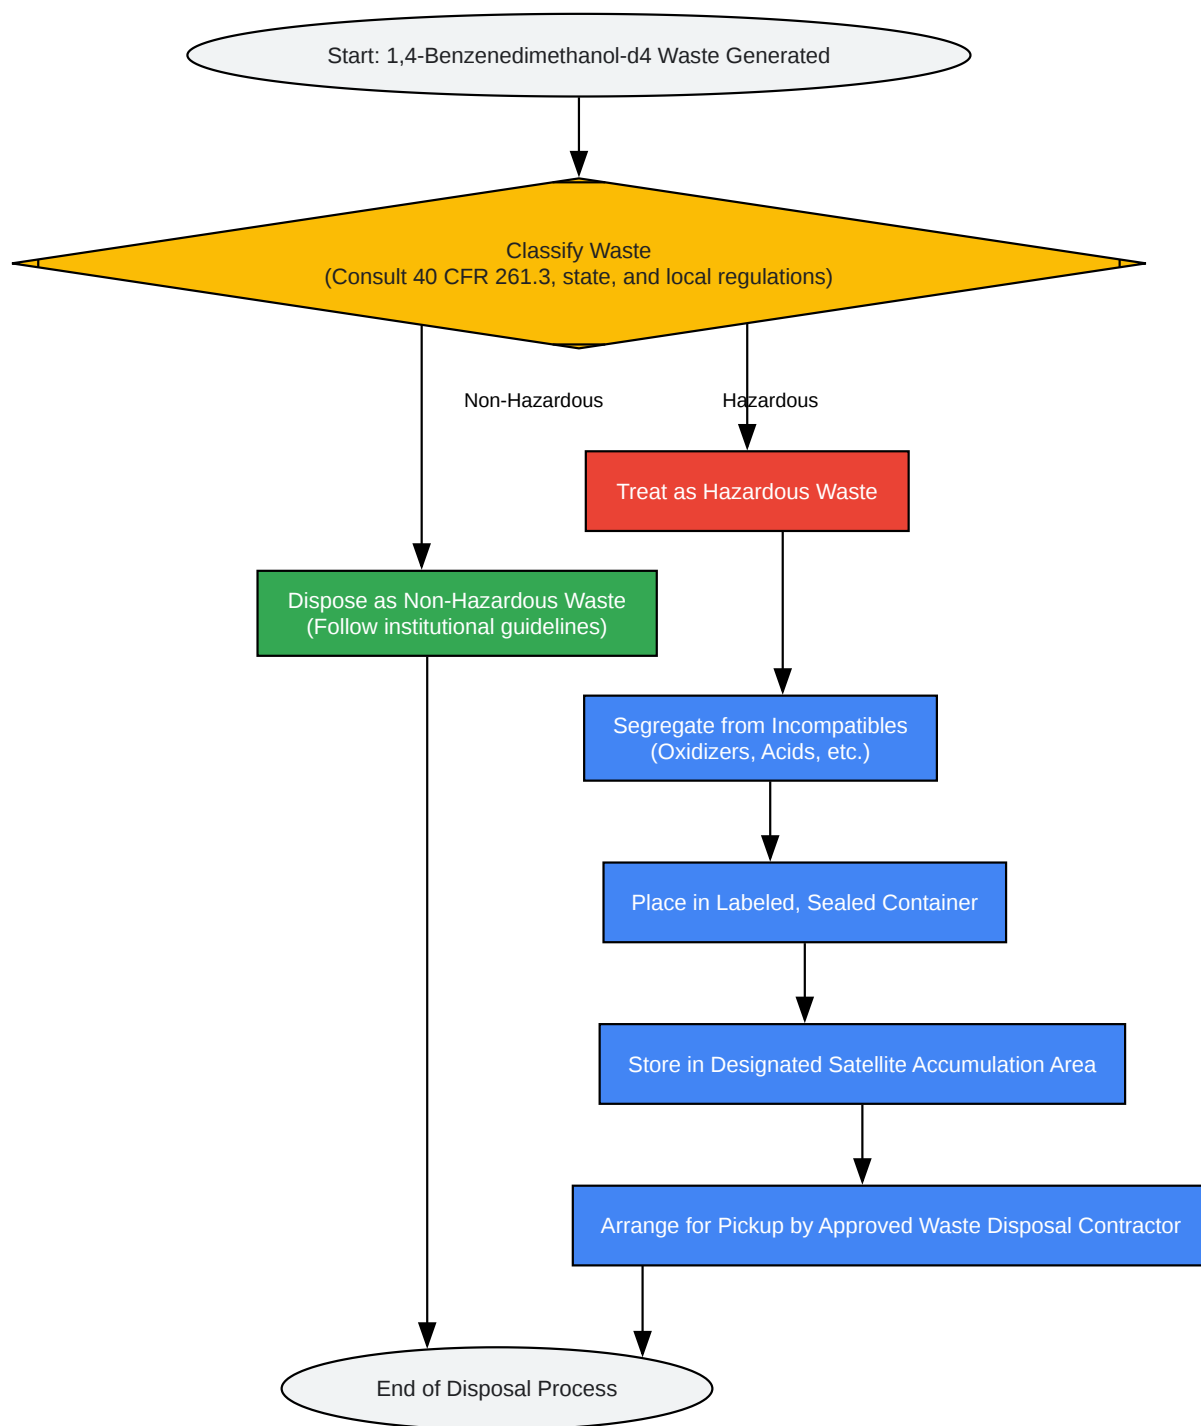 Start: 1,4-Benzenedimethanol-d4 Waste Generated
Classify Waste
(Consult 40 CFR 261.3, state, and local regulations)
Non-Hazardous
Hazardous
Treat as Hazardous Waste
Dispose as Non-Hazardous Waste
(Follow institutional guidelines)
Segregate from Incompatibles
(Oxidizers, Acids, etc.)
Place in Labeled, Sealed Container
Store in Designated Satellite Accumulation Area
Arrange for Pickup by Approved Waste Disposal Contractor
End of Disposal Process